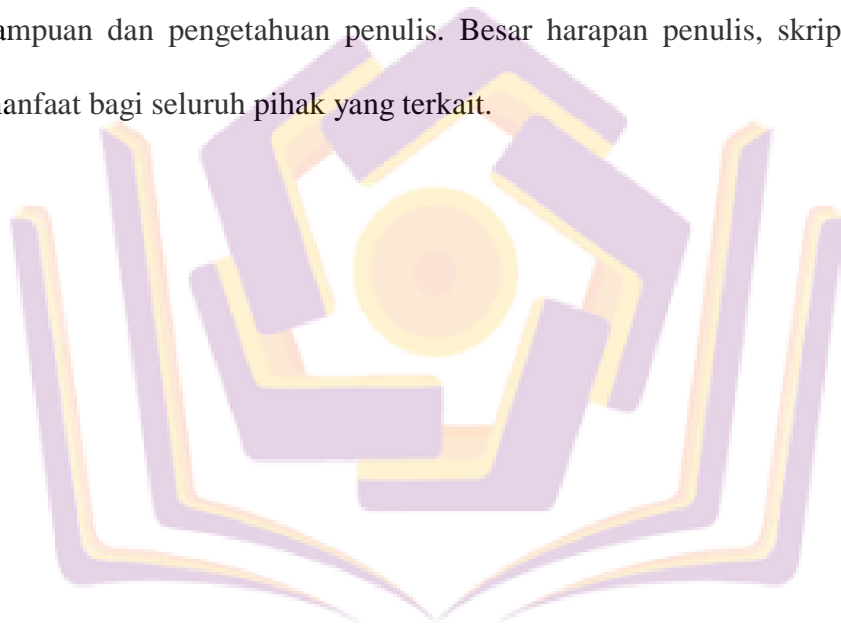 ampuan dan pengetahuan penulis. Besar harapan penulis, skrip
anfaat bagi seluruh pihak yang terkait.